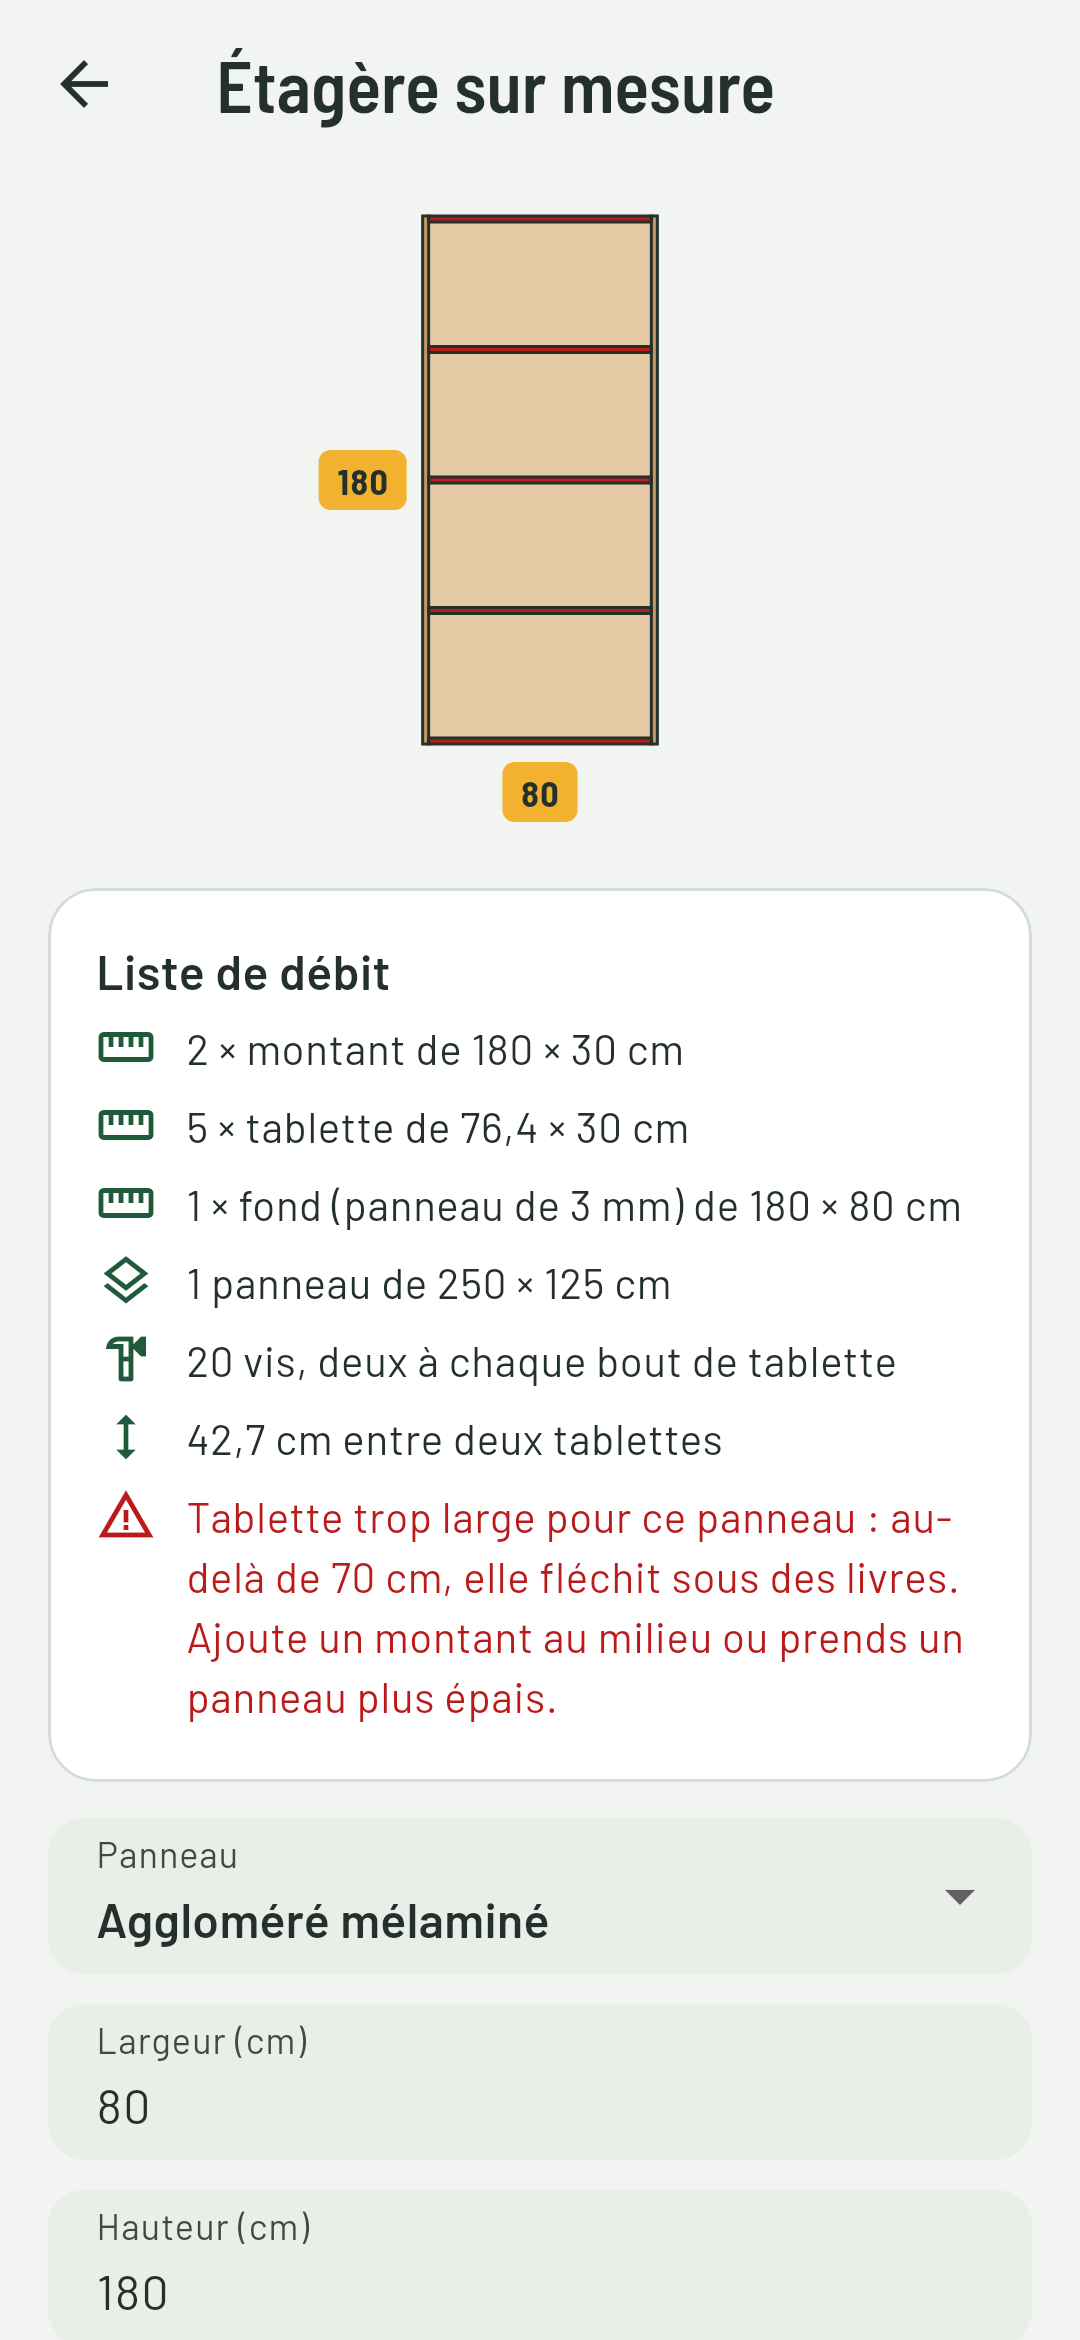 Étagère sur mesure
180
80
Liste de débit
2 × montant de 180 × 30 cm
5 × tablette de 76,4 × 30 cm
1 × fond (panneau de 3 mm) de 180 × 80 cm
1 panneau de 250 × 125 cm
20 vis, deux à chaque bout de tablette
42,7 cm entre deux tablettes
Tablette trop large pour ce panneau : au-
delà de 70 cm, elle fléchit sous des livres.
Ajoute un montant au milieu ou prends un
panneau plus épais.
Panneau
Aggloméré mélaminé
Largeur (cm)
80
Hauteur (cm)
180